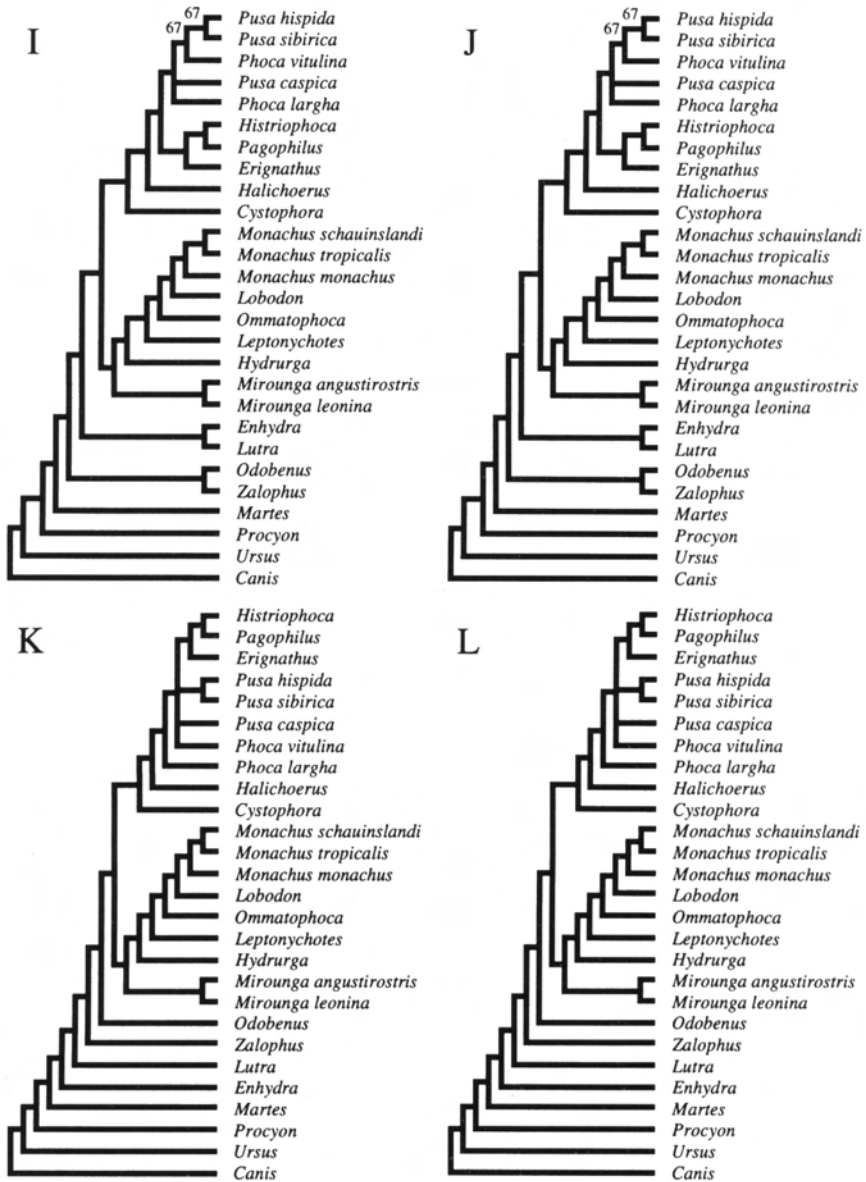 I
67
67
Pusa hispida
Pusa sibirica
Phoca vitulina
Pusa caspica
Phoca largha
Histriophoca
Pagophilus
Erignathus
Halichoerus
Cystophora
Monachus schauinslandi
Monachus tropicalis
Monachus monachus
Lobodon
Ommatophoca
Leptonychotes
Hydrurga
Mirounga angustirostris
Mirounga leonina
Enhydra
Lutra
Odobenus
Zalophus
Martes
Procyon
Ursus
Canis
J
67
67
Pusa hispida
Pusa sibirica
Phoca vitulina
Pusa caspica
Phoca largha
Histriophoca
Pagophilus
Erignathus
Halichoerus
Cystophora
Monachus schauinslandi
Monachus tropicalis
Monachus monachus
Lobodon
Ommatophoca
Leptonychotes
Hydrurga
Mirounga angustirostris
Mirounga leonina
Enhydra
Lutra
Odobenus
Zalophus
Martes
Procyon
Ursus
Canis
K
Histriophoca
Pagophilus
Erignathus
Pusa hispida
Pusa sibirica
Pusa caspica
Phoca vitulina
Phoca largha
Halichoerus
Cystophora
Monachus schauinslandi
Monachus tropicalis
Monachus monachus
Lobodon
Ommatophoca
Leptonychotes
Hydrurga
Mirounga angustirostris
Mirounga leonina
Odobenus
Zalophus
Lutra
Enhydra
Martes
Procyon
Ursus
Canis
L
Histriophoca
Pagophilus
Erignathus
Pusa hispida
Pusa sibirica
Pusa caspica
Phoca vitulina
Phoca largha
Halichoerus
Cystophora
Monachus schauinslandi
Monachus tropicalis
Monachus monachus
Lobodon
Ommatophoca
Leptonychotes
Hydrurga
Mirounga angustirostris
Mirounga leonina
Odobenus
Zalophus
Lutra
Enhydra
Martes
Procyon
Ursus
Canis